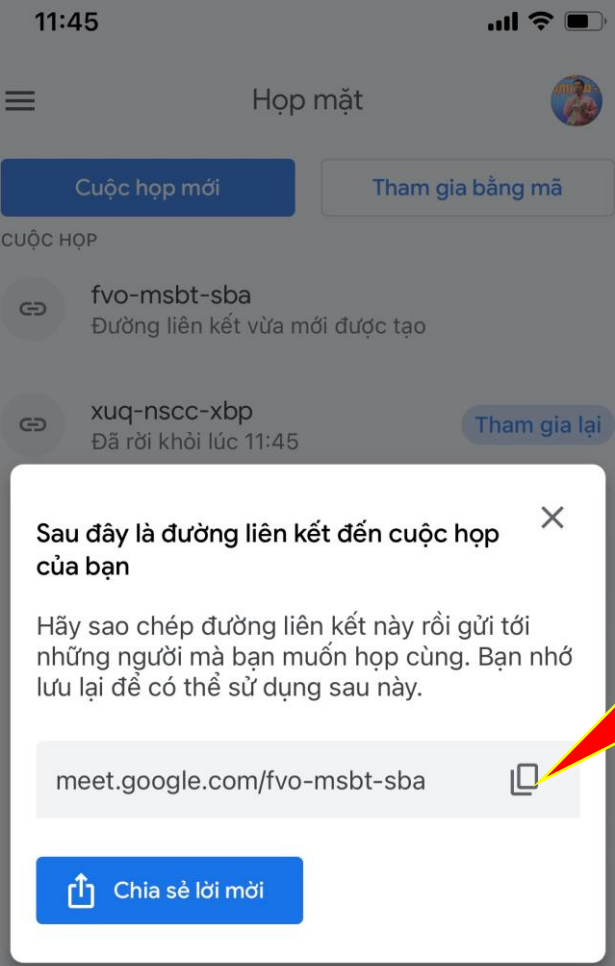 11:45
Họp mặt
Cuộc họp mới
Tham gia bằng mã
CUỘC HỌP
fvo-msbt-sba
Đường liên kết vừa mới được tạo
xuq-nscc-xbp
Đã rời khỏi lúc 11:45
Tham gia lại
Sau đây là đường liên kết đến cuộc họp
của bạn
Hãy sao chép đường liên kết này rồi gửi tới
những người mà bạn muốn họp cùng. Bạn nhớ
lưu lại để có thể sử dụng sau này.
meet.google.com/fvo-msbt-sba
Chia sẻ lời mời